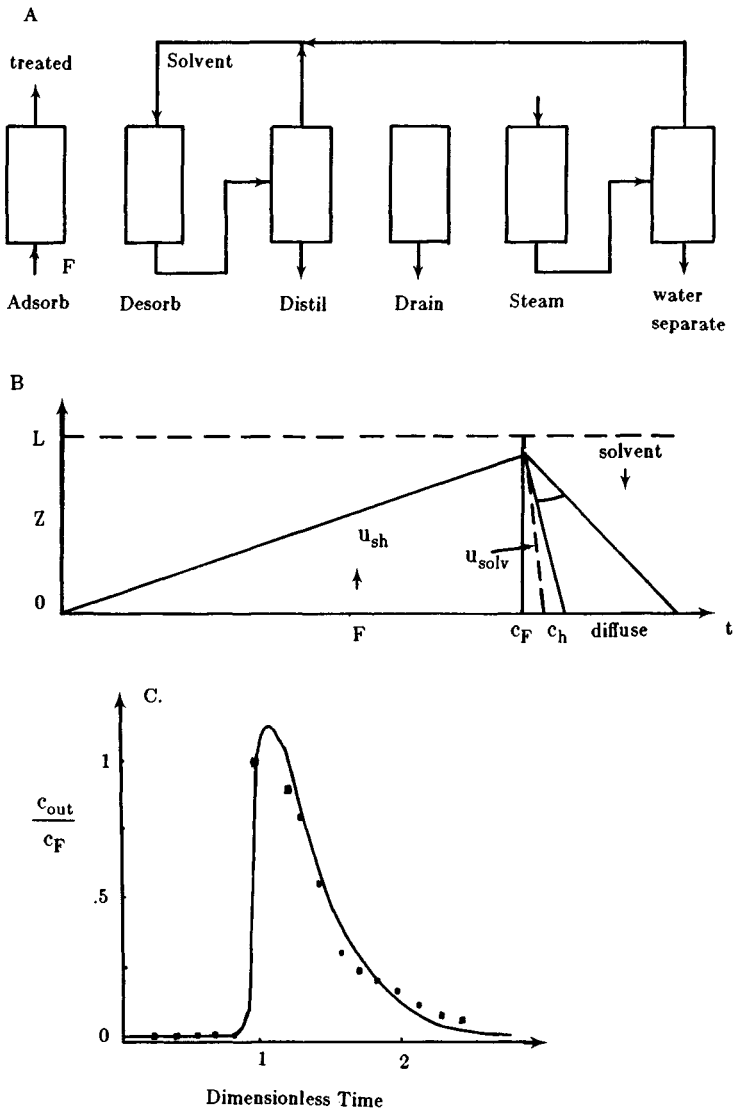 A
treated
Solvent
F
Adsorb
Desorb
Distil
Drain
Steam
water
separate
B
L
solvent
Z
u_sh
u_solv
0
F
c_F
c_h
diffuse
t
C.
1
c_out
c_F
.5
0
1
2
Dimensionless Time